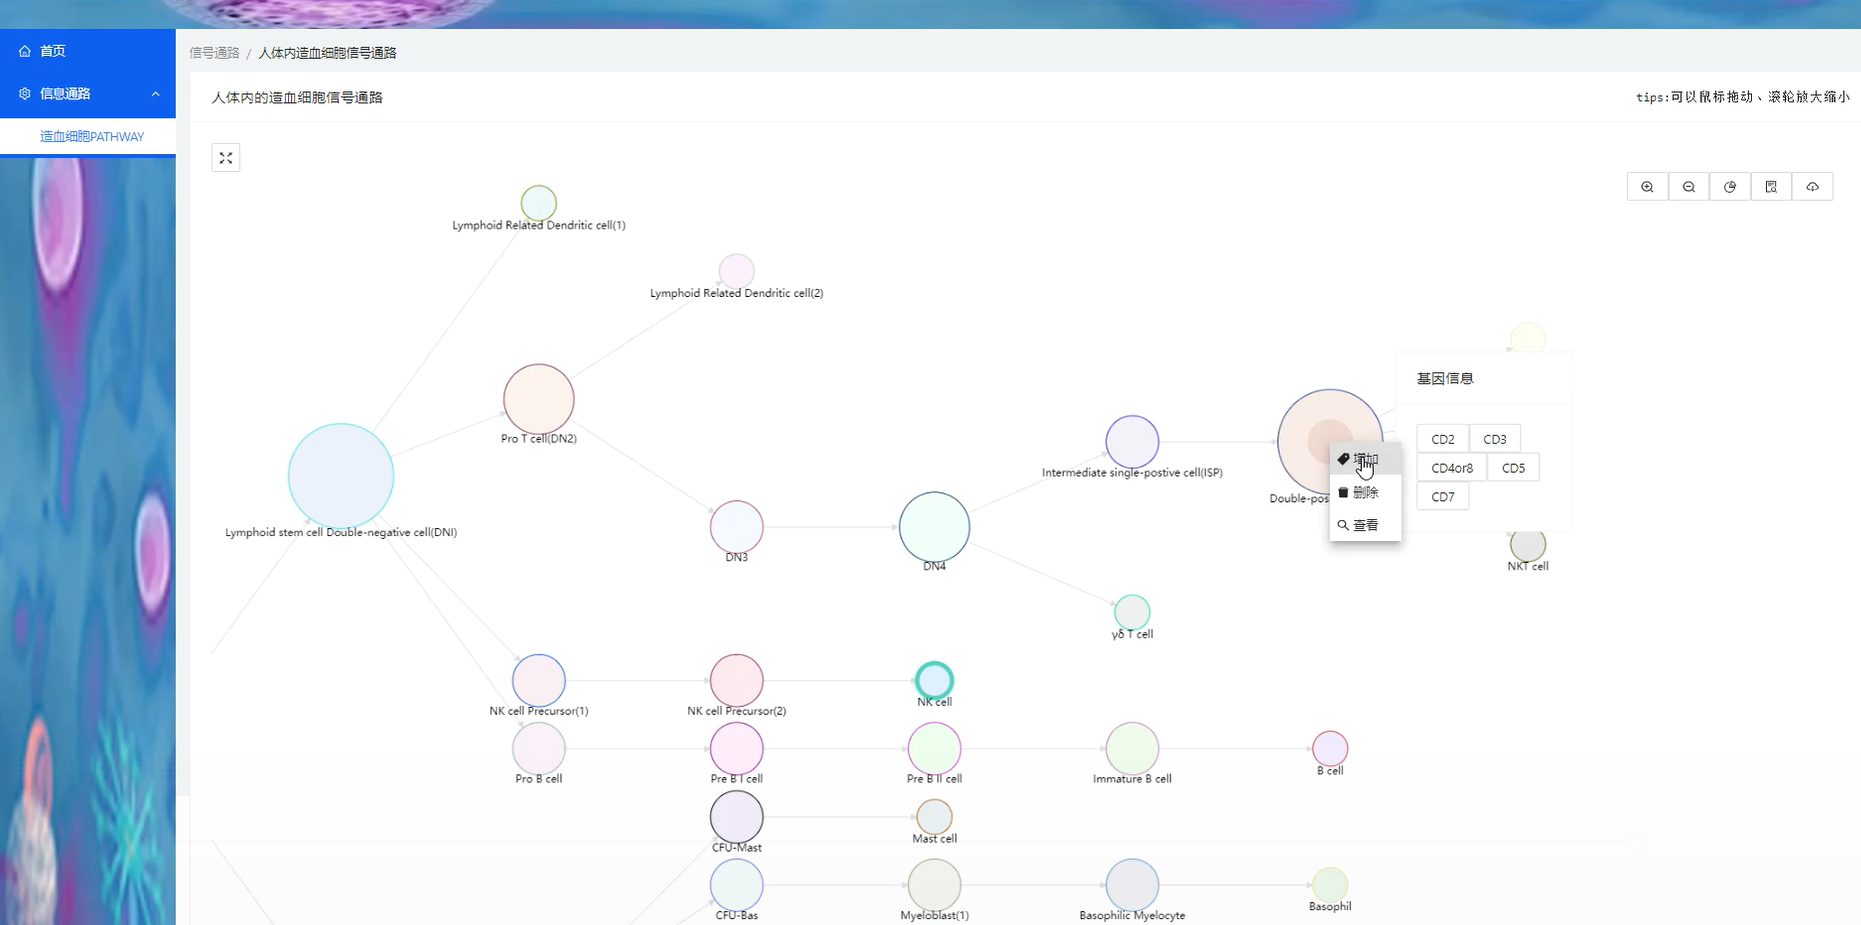 首页
信息通路
造血细胞PATHWAY
信号通路 / 人体内造血细胞信号通路
人体内的造血细胞信号通路
tips:可以鼠标拖动、滚轮放大缩小
Lymphoid Related Dendritic cell(1)
Lymphoid Related Dendritic cell(2)
Pro T cell(DN2)
Intermediate single-postive cell(ISP)
Double-pos
Lymphoid stem cell Double-negative cell(DNI)
DN3
DN4
γδ T cell
基因信息
CD2
CD3
CD4or8
CD5
CD7
增加
删除
查看
NKT cell
NK cell Precursor(1)
NK cell Precursor(2)
NK cell
Pro B cell
Pre B I cell
Pre B II cell
Immature B cell
B cell
CFU-Mast
Mast cell
CFU-Bas
Myeloblast(1)
Basophilic Myelocyte
Basophil